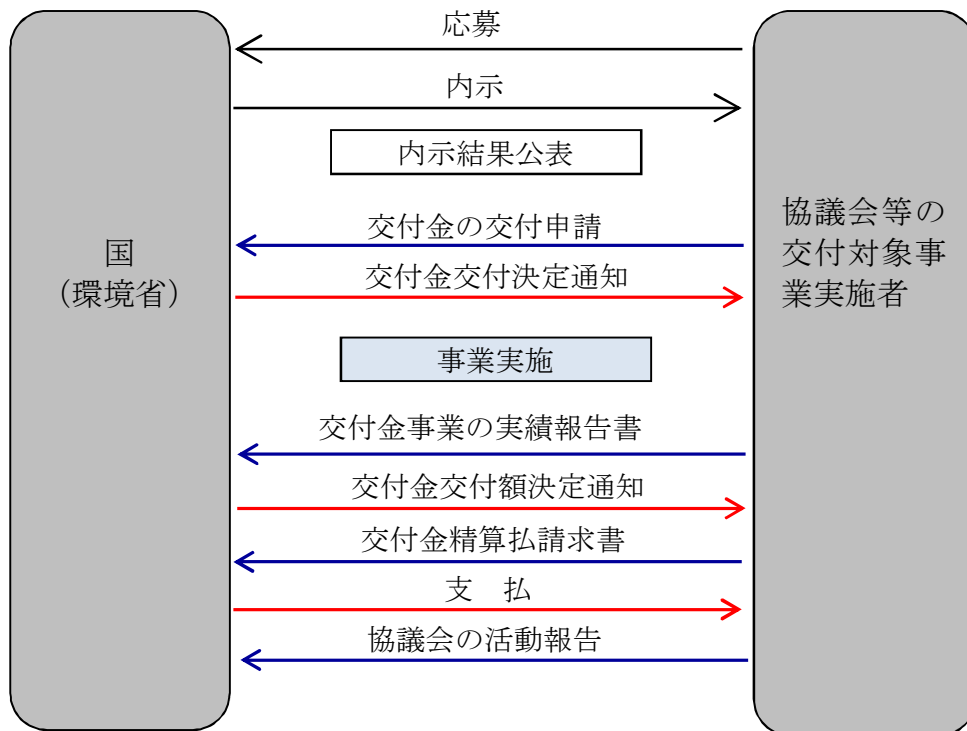 応募
内示
内示結果公表
交付金の交付申請
国
（環境省）
交付金交付決定通知
協議会等の
交付対象事
業実施者
事業実施
交付金事業の実績報告書
交付金交付額決定通知
交付金精算払請求書
支　払
協議会の活動報告